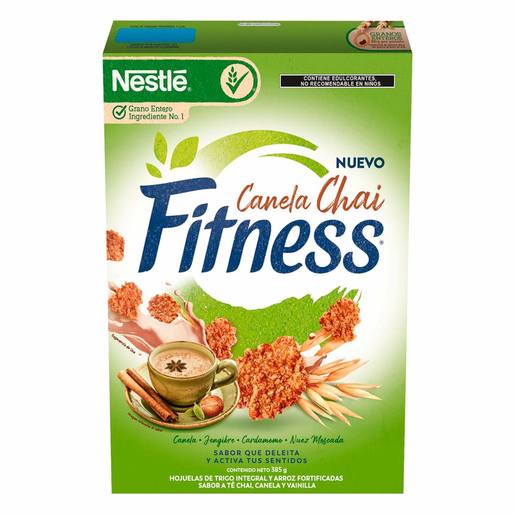 GRANOS
ENTEROS
Nestlé®
CONTIENE EDULCORANTES,
NO RECOMENDABLE EN NIÑOS
Grano Entero
Ingrediente No. 1
NUEVO
Canela Chai
Fitness®
Canela • Jengibre • Cardamomo • Nuez Moscada
SABOR QUE DELEITA
Y ACTIVA TUS SENTIDOS
CONTENIDO NETO 385 g
HOJUELAS DE TRIGO INTEGRAL Y ARROZ FORTIFICADAS
SABOR A TÉ CHAI, CANELA Y VAINILLA